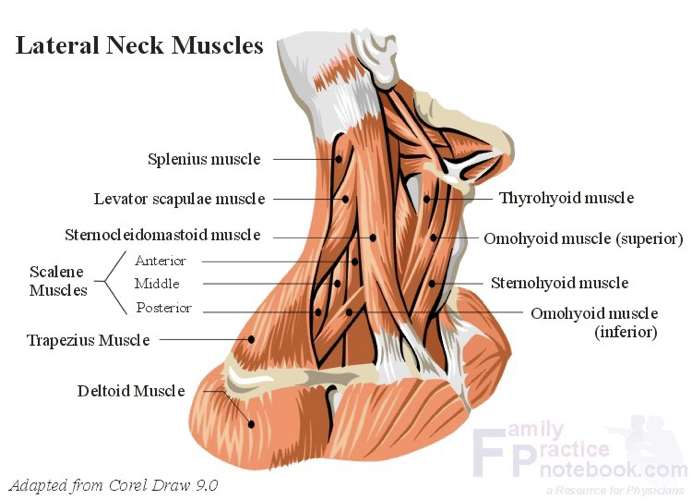 Lateral Neck Muscles
Splenius muscle
Levator scapulae muscle
Sternocleidomastoid muscle
Scalene
Muscles
Anterior
Middle
Posterior
Trapezius Muscle
Deltoid Muscle
Thyrohyoid muscle
Omohyoid muscle (superior)
Sternohyoid muscle
Omohyoid muscle
(inferior)
Adapted from Corel Draw 9.0
Family
Practice
notebook.com
a Resource for Physicians